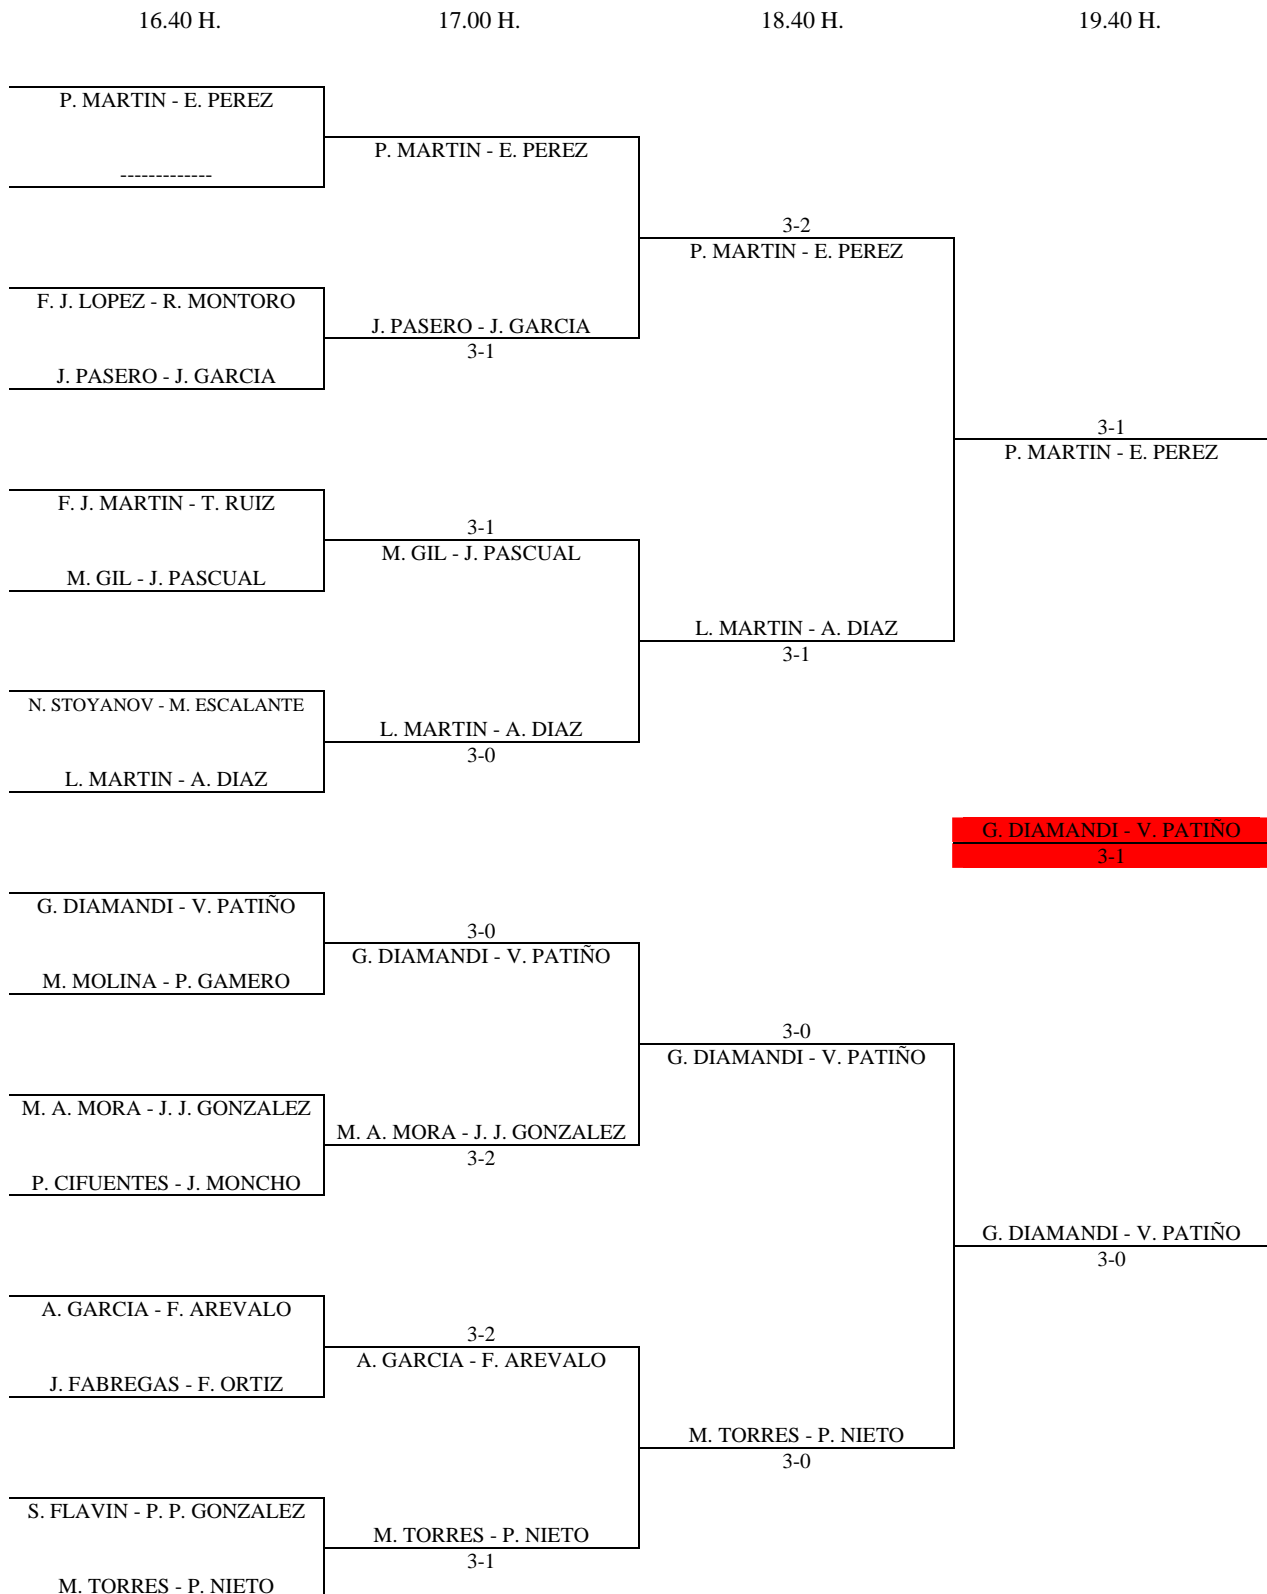 16.40 H. 17.00 H. 18.40 H. 19.40 H.
P. MARTIN - E. PEREZ
P. MARTIN - E. PEREZ
-------------
3-2
P. MARTIN - E. PEREZ
F. J. LOPEZ - R. MONTORO
J. PASERO - J. GARCIA
3-1
J. PASERO - J. GARCIA
3-1
P. MARTIN - E. PEREZ
F. J. MARTIN - T. RUIZ
3-1
M. GIL - J. PASCUAL
M. GIL - J. PASCUAL
L. MARTIN - A. DIAZ
3-1
N. STOYANOV - M. ESCALANTE
L. MARTIN - A. DIAZ
3-0
L. MARTIN - A. DIAZ
G. DIAMANDI - V. PATIÑO
3-1
G. DIAMANDI - V. PATIÑO
3-0
G. DIAMANDI - V. PATIÑO
M. MOLINA - P. GAMERO
3-0
G. DIAMANDI - V. PATIÑO
M. A. MORA - J. J. GONZALEZ
M. A. MORA - J. J. GONZALEZ
3-2
P. CIFUENTES - J. MONCHO
G. DIAMANDI - V. PATIÑO
3-0
A. GARCIA - F. AREVALO
3-2
A. GARCIA - F. AREVALO
J. FABREGAS - F. ORTIZ
M. TORRES - P. NIETO
3-0
S. FLAVIN - P. P. GONZALEZ
M. TORRES - P. NIETO
3-1
M. TORRES - P. NIETO